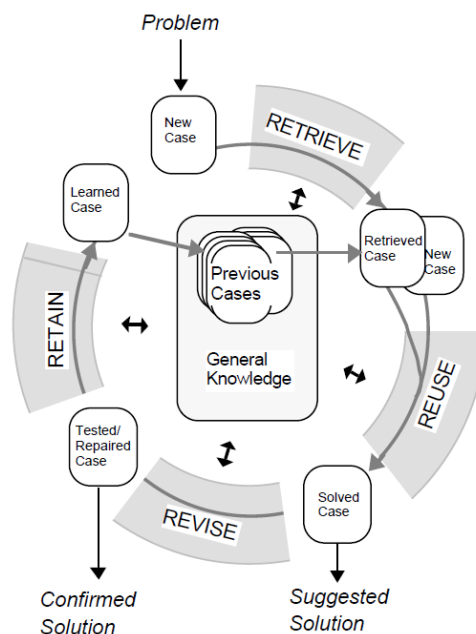 Problem
New
Case
RETRIEVE
Learned
Case
Retrieved
Case
New
Case
Previous
Cases
General
Knowledge
RETAIN
REUSE
Tested/
Repaired
Case
REVISE
Solved
Case
Confirmed
Solution
Suggested
Solution